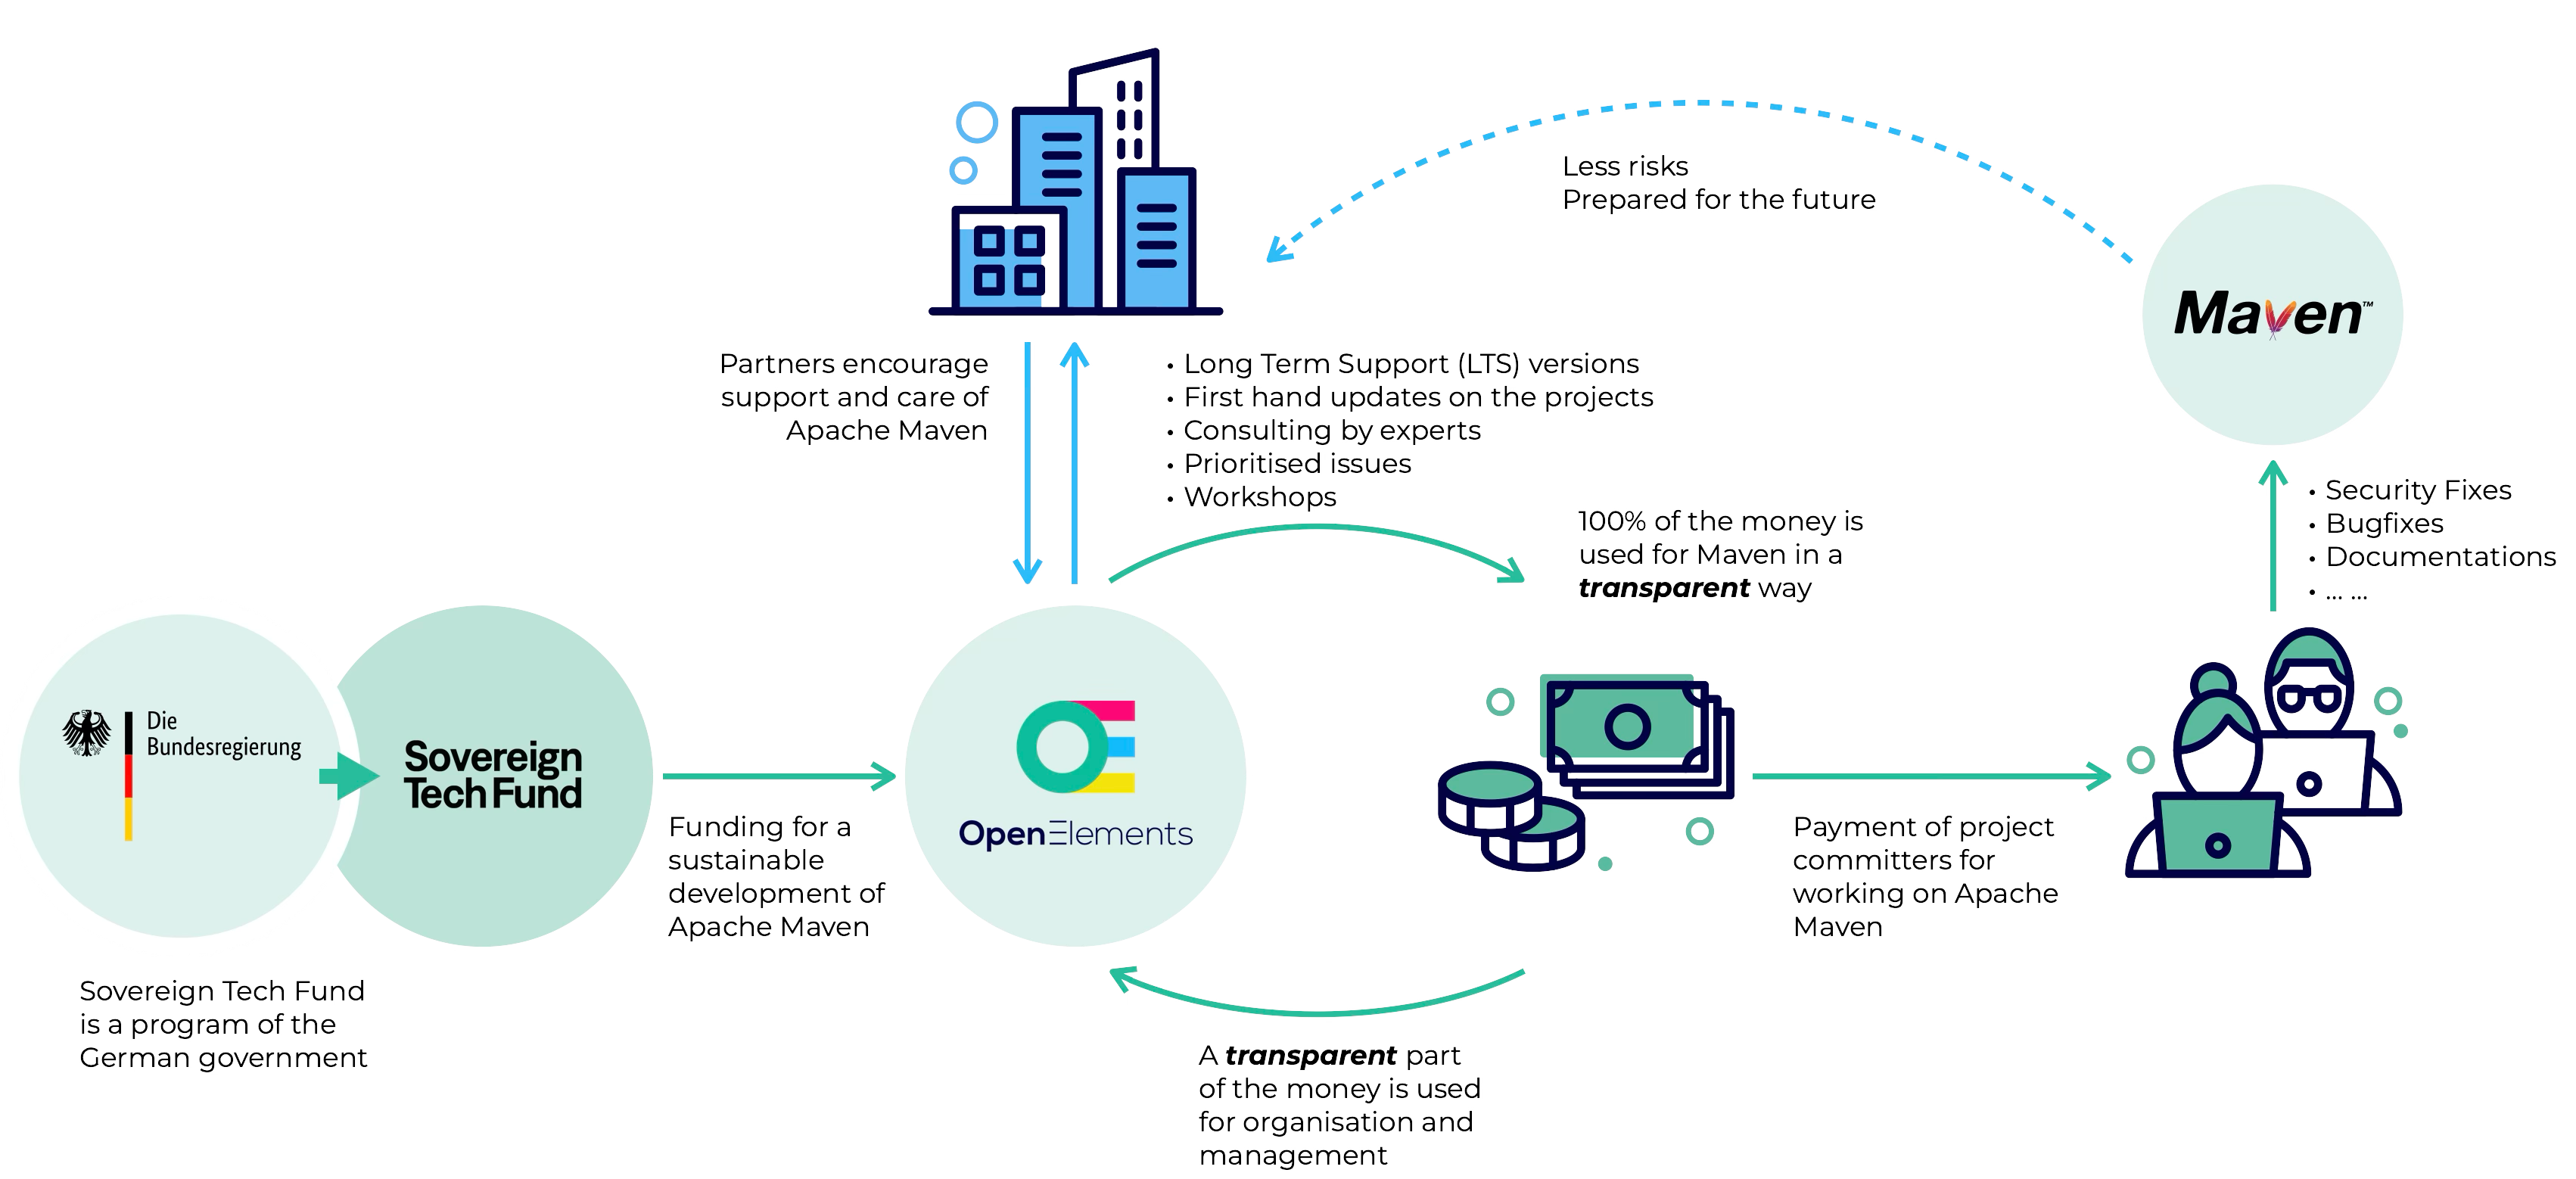 Less risks
Prepared for the future
Maven™
Partners encourage
support and care of
Apache Maven
• Long Term Support (LTS) versions
• First hand updates on the projects
• Consulting by experts
• Prioritised issues
• Workshops
100% of the money is
used for Maven in a
transparent way
• Security Fixes
• Bugfixes
• Documentations
• ... ...
Die
Bundesregierung
Sovereign
Tech Fund
Funding for a
sustainable
development of
Apache Maven
OpenElements
Payment of project
committers for
working on Apache
Maven
Sovereign Tech Fund
is a program of the
German government
A transparent part
of the money is used
for organisation and
management